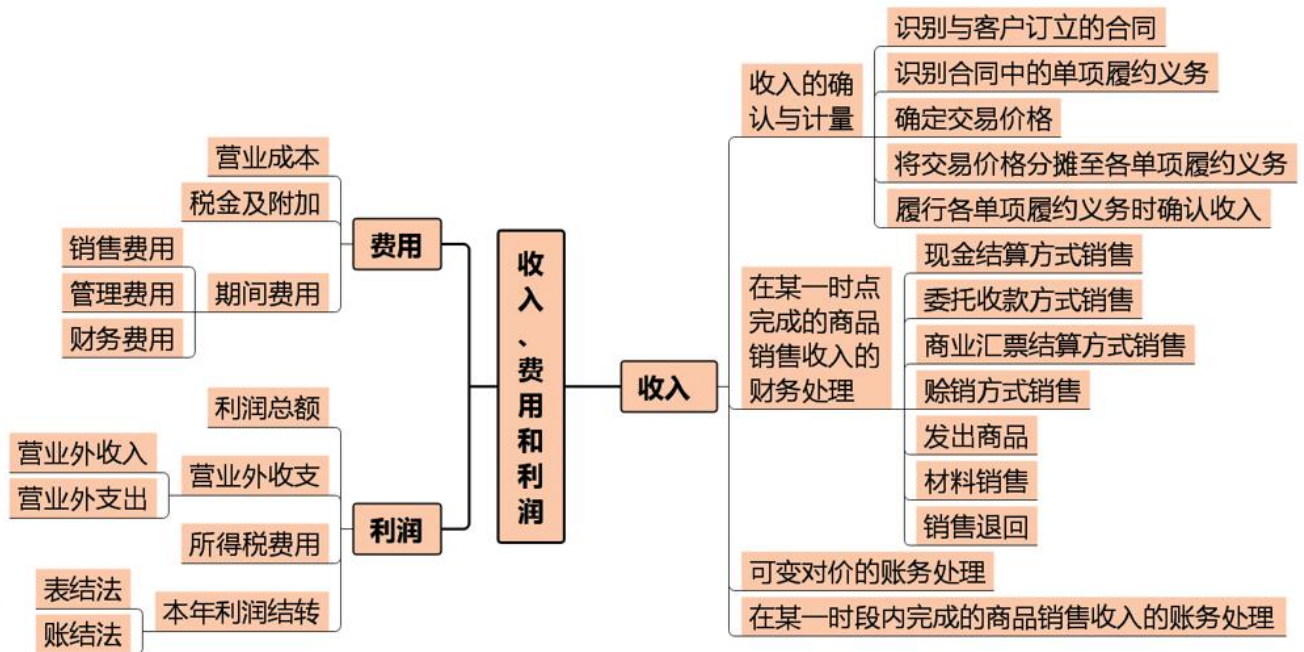 收入、费用和利润
收入
收入的确
认与计量
识别与客户订立的合同
识别合同中的单项履约义务
确定交易价格
将交易价格分摊至各单项履约义务
履行各单项履约义务时确认收入
在某一时点
完成的商品
销售收入的
财务处理
现金结算方式销售
委托收款方式销售
商业汇票结算方式销售
赊销方式销售
发出商品
材料销售
销售退回
可变对价的账务处理
在某一时段内完成的商品销售收入的账务处理
费用
营业成本
税金及附加
期间费用
销售费用
管理费用
财务费用
利润
利润总额
营业外收支
营业外收入
营业外支出
所得税费用
本年利润结转
表结法
账结法